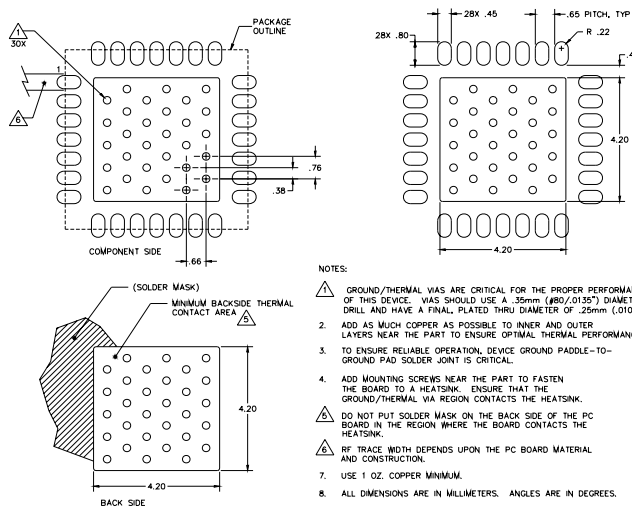 1
30X
PACKAGE
OUTLINE
1
6
.76
.38
.66
COMPONENT SIDE
28X .45
.65 PITCH, TYP
28X .80
R .22
4.20
4.20
(SOLDER MASK)
MINIMUM BACKSIDE THERMAL
CONTACT AREA 5
4.20
4.20
BACK SIDE
NOTES:
1 GROUND/THERMAL VIAS ARE CRITICAL FOR THE PROPER
OF THIS DEVICE. VIAS SHOULD USE A .35mm (#80/.0135")
DRILL AND HAVE A FINAL, PLATED THRU DIAMETER OF .25mm
2. ADD AS MUCH COPPER AS POSSIBLE TO INNER AND OUTER
LAYERS NEAR THE PART TO ENSURE OPTIMAL THERMAL
3. TO ENSURE RELIABLE OPERATION, DEVICE GROUND PADDLE-TO-
GROUND PAD SOLDER JOINT IS CRITICAL.
4. ADD MOUNTING SCREWS NEAR THE PART TO FASTEN
THE BOARD TO A HEATSINK. ENSURE THAT THE
GROUND/THERMAL VIA REGION CONTACTS THE HEATSINK.
5 DO NOT PUT SOLDER MASK ON THE BACK SIDE OF THE PC
BOARD IN THE REGION WHERE THE BOARD CONTACTS THE
HEATSINK.
6 RF TRACE WIDTH DEPENDS UPON THE PC BOARD MATERIAL
AND CONSTRUCTION.
7. USE 1 OZ. COPPER MINIMUM.
8. ALL DIMENSIONS ARE IN MILLIMETERS. ANGLES ARE IN DEGREES.